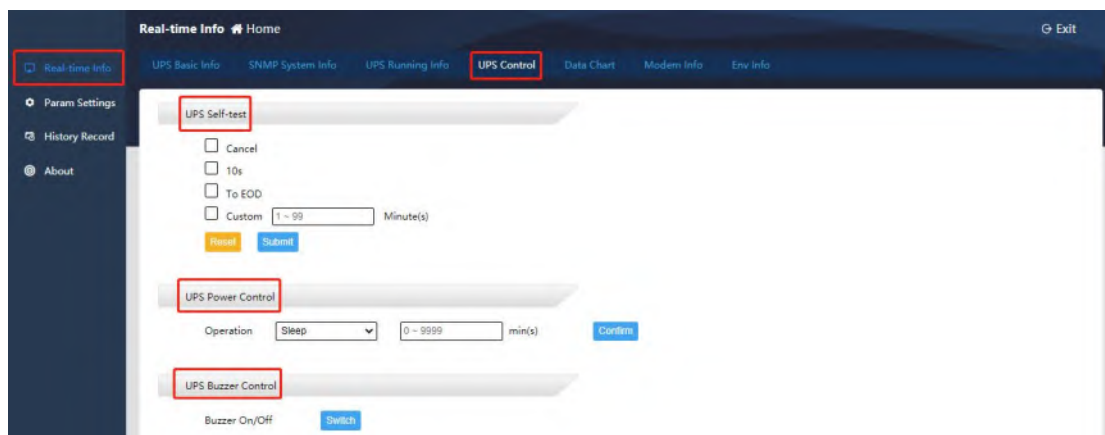 Real-time Info Home Exit
Real-time Info
UPS Basic Info SNMP System Info UPS Running Info UPS Control Data Chart Modem Info Env Info
Param Settings
History Record
About
UPS Self-test
Cancel
10s
To EOD
Custom 1 ~ 99 Minute(s)
Reset Submit
UPS Power Control
Operation Sleep 0 ~ 9999 min(s) Confirm
UPS Buzzer Control
Buzzer On/Off Switch